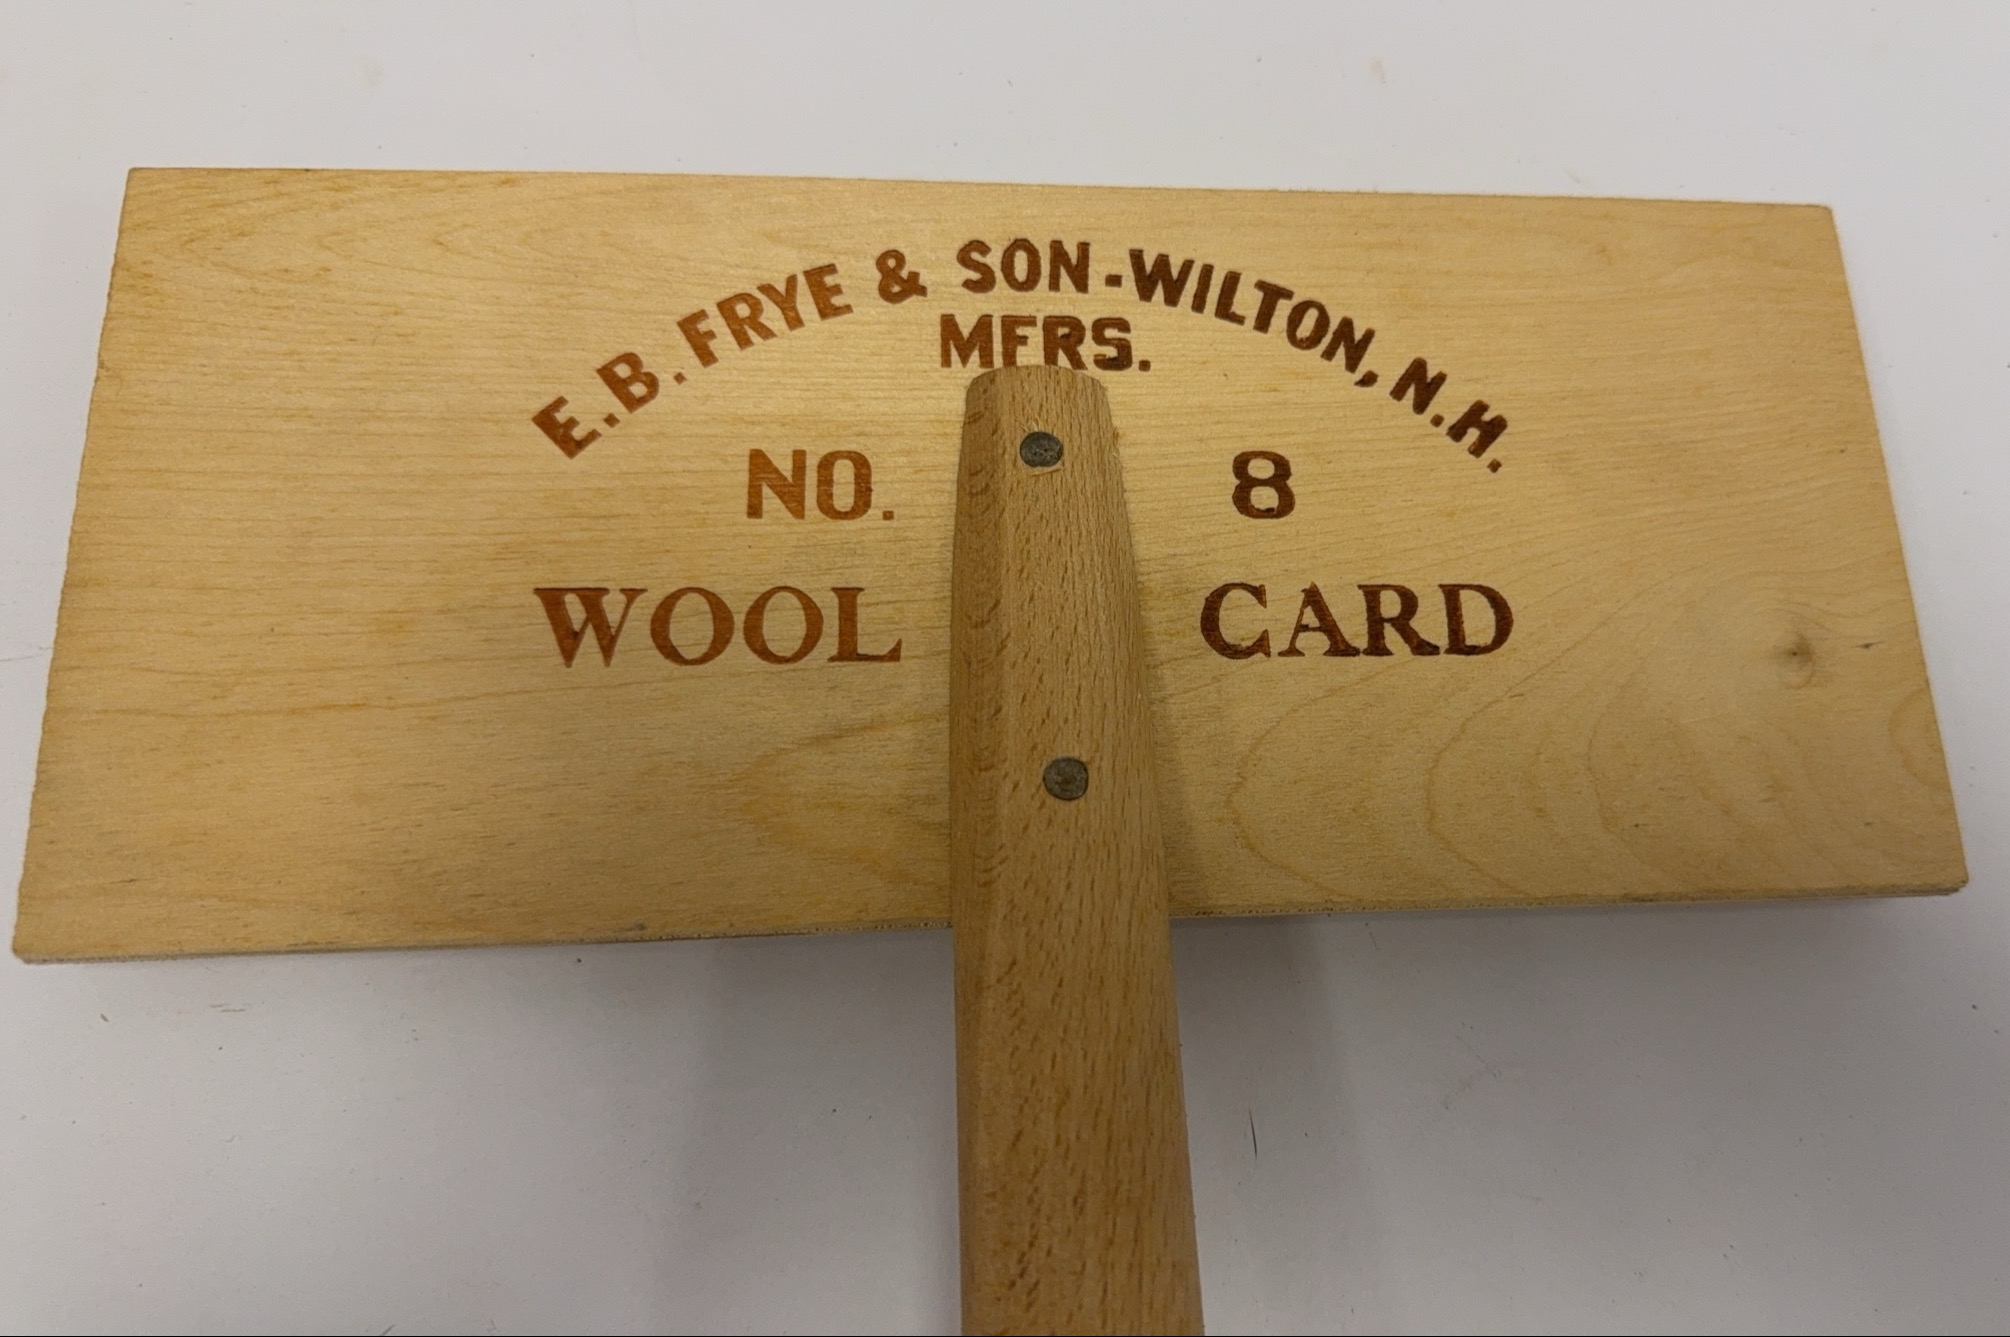 E.B. FRYE & SON-WILTON, N.H.
MFRS.
NO. 8
WOOL CARD